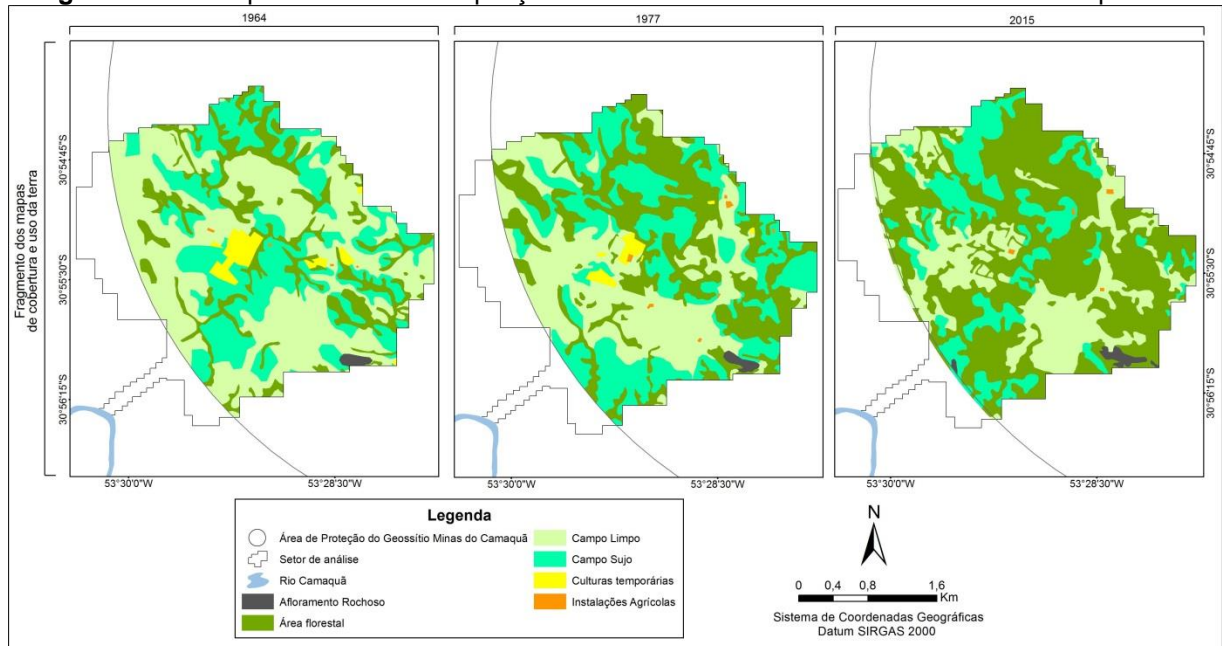 1964 1977 2015
Fragmento dos mapas
de cobertura e uso da terra
30°54'45"S
30°55'30"S
30°56'15"S
30°54'45"S
30°55'30"S
30°56'15"S
53°30'0"W 53°28'30"W 53°30'0"W 53°28'30"W 53°30'0"W 53°28'30"W
Legenda
Área de Proteção do Geossítio Minas do Camaquã
Setor de análise
Rio Camaquã
Afloramento Rochoso
Área florestal
Campo Limpo
Campo Sujo
Culturas temporárias
Instalações Agrícolas
N
0 0,4 0,8 1,6
Km
Sistema de Coordenadas Geográficas
Datum SIRGAS 2000